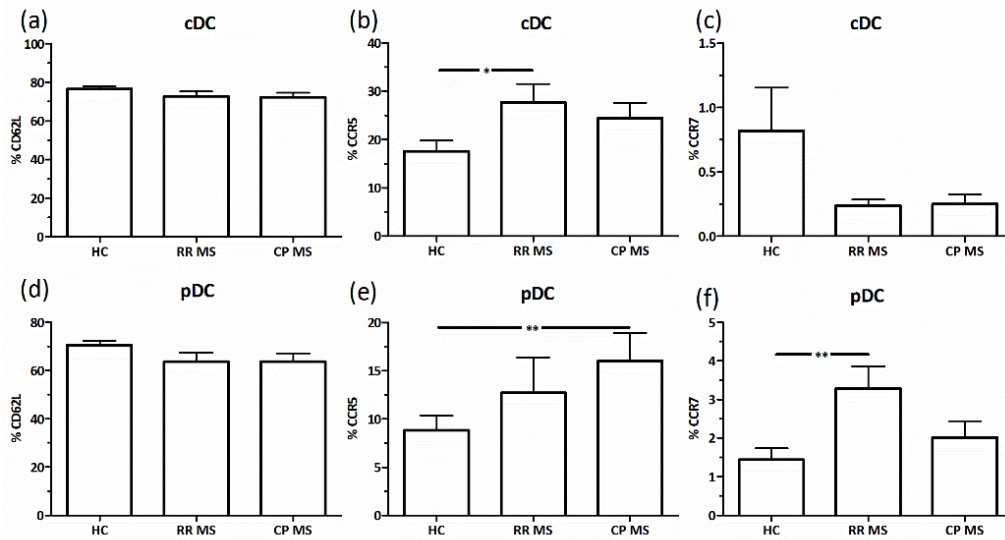 (a)
cDC
% CD62L
100
80
60
40
20
0
HC RR MS CP MS
(b)
cDC
% CCR5
40
30
20
10
0
*
HC RR MS CP MS
(c)
cDC
% CCR7
1.5
1.0
0.5
0.0
HC RR MS CP MS
(d)
pDC
% CD62L
80
60
40
20
0
HC RR MS CP MS
(e)
pDC
% CCR5
20
15
10
5
0
**
HC RR MS CP MS
(f)
pDC
% CCR7
5
4
3
2
1
0
**
HC RR MS CP MS